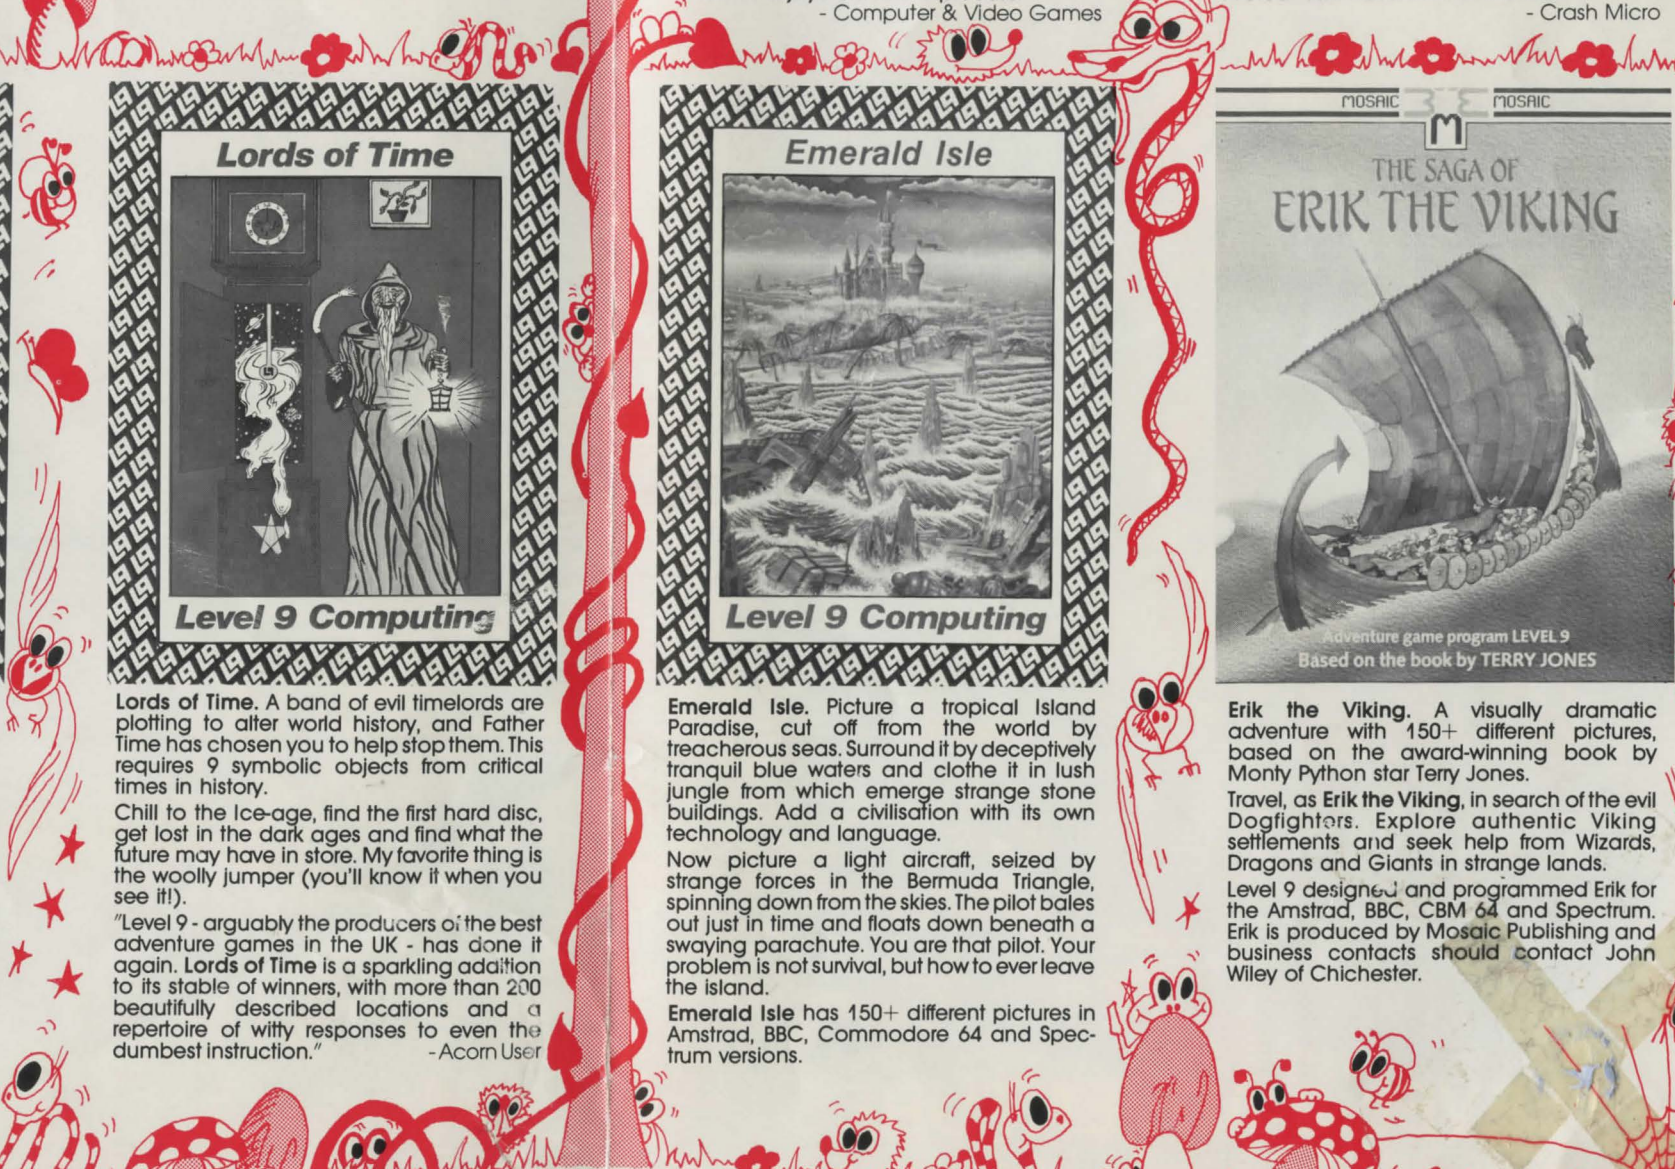 - Computer & Video Games
- Crash Micro
Lords of Time
Level 9 Computing
Lords of Time. A band of evil timelords are
plotting to alter world history, and Father
Time has chosen you to help stop them. This
requires 9 symbolic objects from critical
times in history.
Chill to the Ice-age, find the first hard disc,
get lost in the dark ages and find what the
future may have in store. My favorite thing is
the woolly jumper (you'll know it when you
see it!).
"Level 9 - arguably the producers of the best
adventure games in the UK - has done it
again. Lords of Time is a sparkling addition
to its stable of winners, with more than 200
beautifully described locations and a
repertoire of witty responses to even the
dumbest instruction."
- Acorn User
Emerald Isle
Level 9 Computing
Emerald Isle. Picture a tropical Island
Paradise, cut off from the world by
treacherous seas. Surround it by deceptively
tranquil blue waters and clothe it in lush
jungle from which emerge strange stone
buildings. Add a civilisation with its own
technology and language.
Now picture a light aircraft, seized by
strange forces in the Bermuda Triangle,
spinning down from the skies. The pilot bales
out just in time and floats down beneath a
swaying parachute. You are that pilot. Your
problem is not survival, but how to ever leave
the island.
Emerald Isle has 150+ different pictures in
Amstrad, BBC, Commodore 64 and Spec-
trum versions.
MOSAIC M MOSAIC
THE SAGA OF
ERIK THE VIKING
Adventure game program LEVEL 9
Based on the book by TERRY JONES
Erik the Viking. A visually dramatic
adventure with 150+ different pictures,
based on the award-winning book by
Monty Python star Terry Jones.
Travel, as Erik the Viking, in search of the evil
Dogfighters. Explore authentic Viking
settlements and seek help from Wizards,
Dragons and Giants in strange lands.
Level 9 designed and programmed Erik for
the Amstrad, BBC, CBM 64 and Spectrum.
Erik is produced by Mosaic Publishing and
business contacts should contact John
Wiley of Chichester.